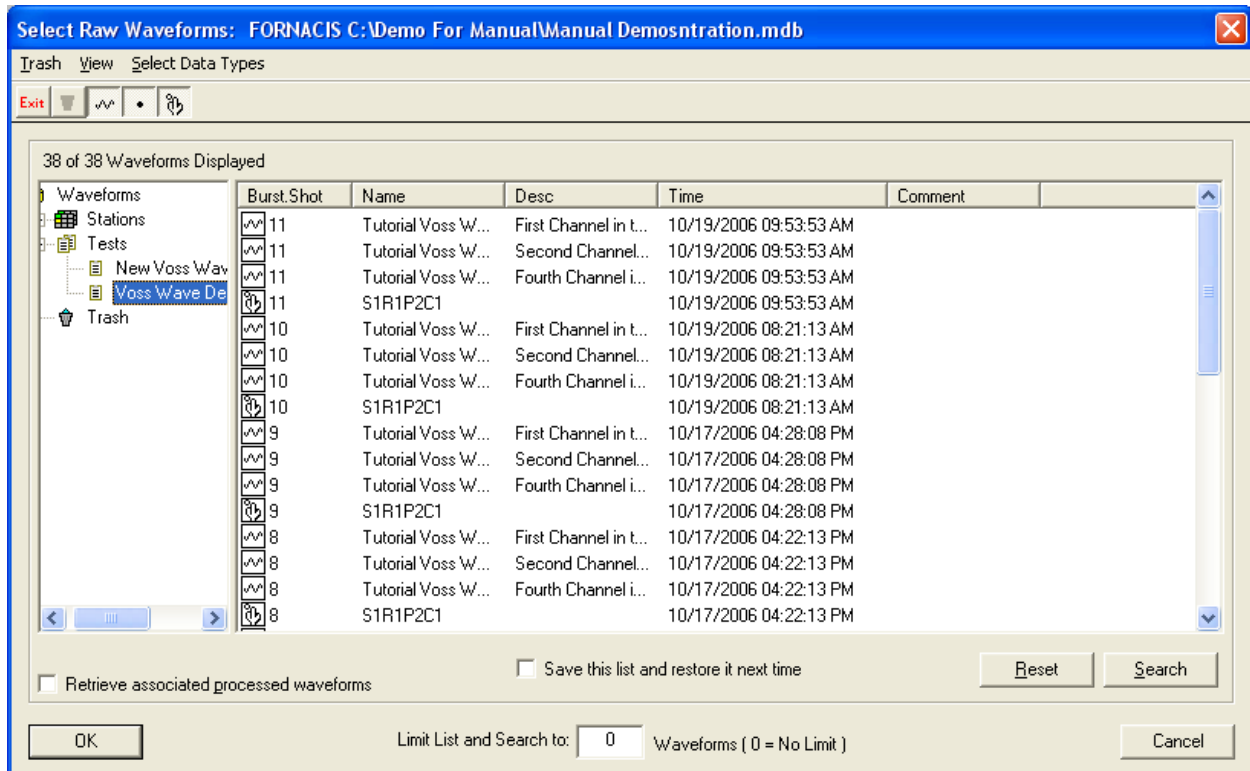 Select Raw Waveforms: FORNACIS C:\Demo For Manual\Manual Demosntration.mdb
Trash View Select Data Types
Exit
38 of 38 Waveforms Displayed
Waveforms
Stations
Tests
New Voss Wav
Voss Wave De
Trash
Burst.Shot Name Desc Time Comment
11 Tutorial Voss W... First Channel in t... 10/19/2006 09:53:53 AM
11 Tutorial Voss W... Second Channel... 10/19/2006 09:53:53 AM
11 Tutorial Voss W... Fourth Channel i... 10/19/2006 09:53:53 AM
11 S1R1P2C1 10/19/2006 09:53:53 AM
10 Tutorial Voss W... First Channel in t... 10/19/2006 08:21:13 AM
10 Tutorial Voss W... Second Channel... 10/19/2006 08:21:13 AM
10 Tutorial Voss W... Fourth Channel i... 10/19/2006 08:21:13 AM
10 S1R1P2C1 10/19/2006 08:21:13 AM
9 Tutorial Voss W... First Channel in t... 10/17/2006 04:28:08 PM
9 Tutorial Voss W... Second Channel... 10/17/2006 04:28:08 PM
9 Tutorial Voss W... Fourth Channel i... 10/17/2006 04:28:08 PM
9 S1R1P2C1 10/17/2006 04:28:08 PM
8 Tutorial Voss W... First Channel in t... 10/17/2006 04:22:13 PM
8 Tutorial Voss W... Second Channel... 10/17/2006 04:22:13 PM
8 Tutorial Voss W... Fourth Channel i... 10/17/2006 04:22:13 PM
8 S1R1P2C1 10/17/2006 04:22:13 PM
Retrieve associated processed waveforms
Save this list and restore it next time
Reset Search
OK Limit List and Search to: 0 Waveforms ( 0 = No Limit ) Cancel